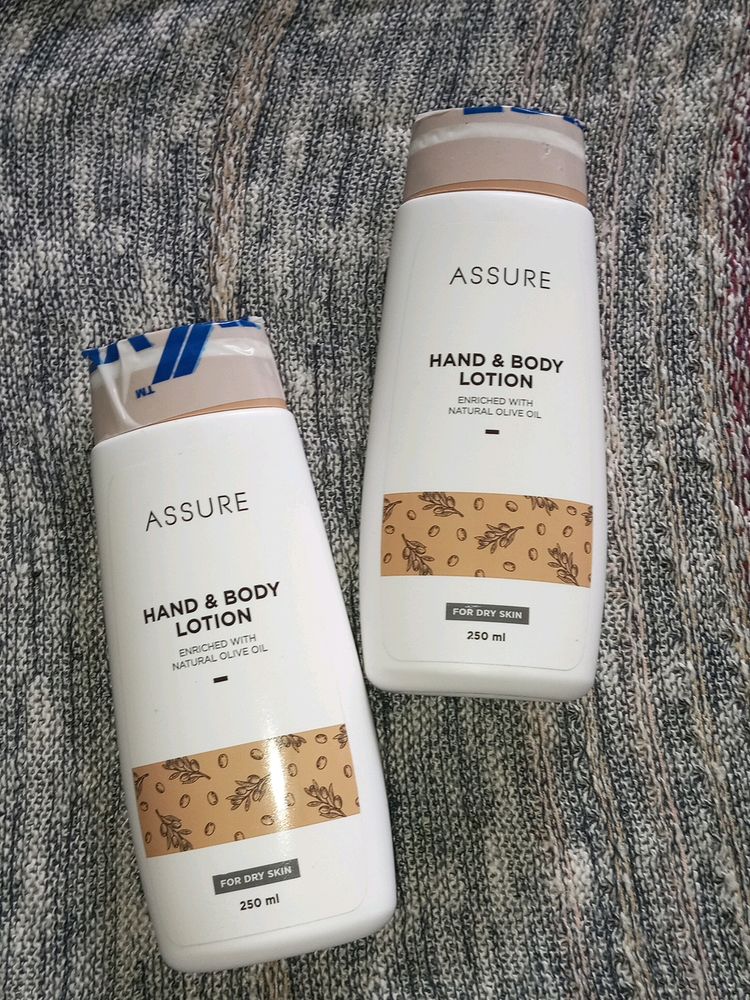 ASSURE
HAND & BODY
LOTION
ENRICHED WITH
NATURAL OLIVE OIL
FOR DRY SKIN
250 ml
TM
ASSURE
HAND & BODY
LOTION
ENRICHED WITH
NATURAL OLIVE OIL
FOR DRY SKIN
250 ml